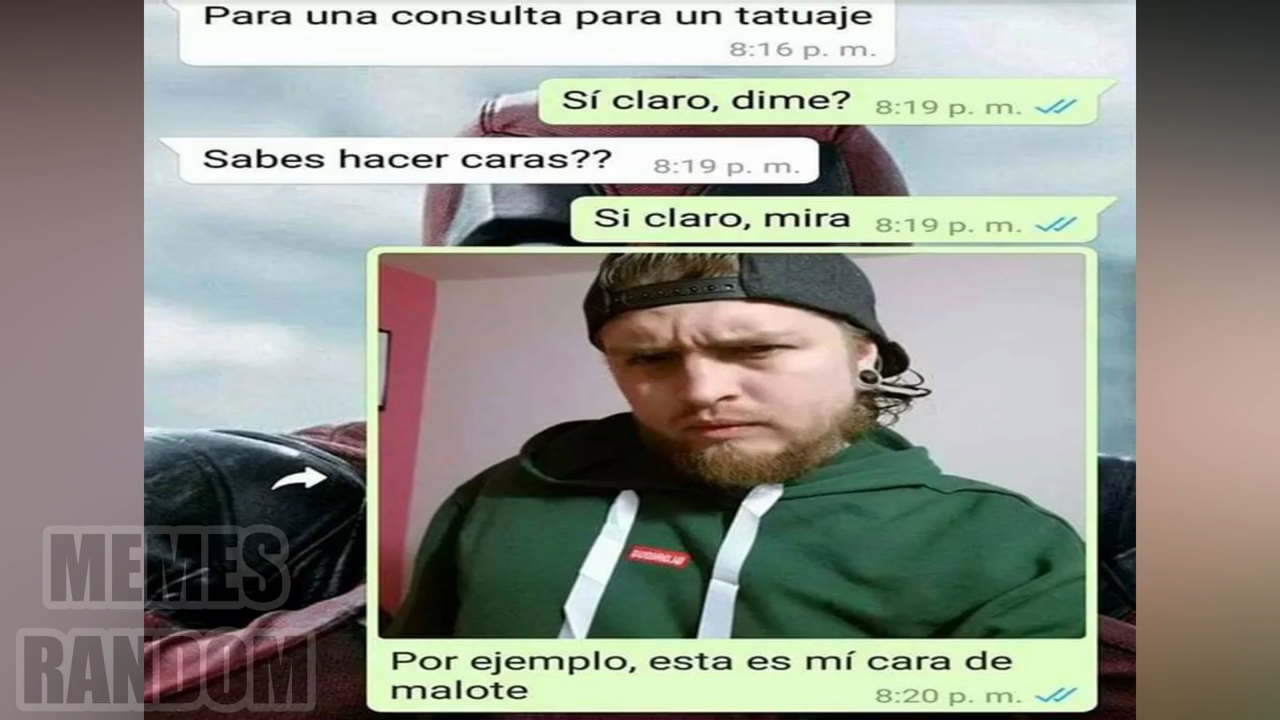 Para una consulta para un tatuaje
8:16 p. m.
Sí claro, dime? 8:19 p. m.
Sabes hacer caras?? 8:19 p. m.
Si claro, mira 8:19 p. m.
Por ejemplo, esta es mí cara de
malote 8:20 p. m.
MEMES
RANDOM